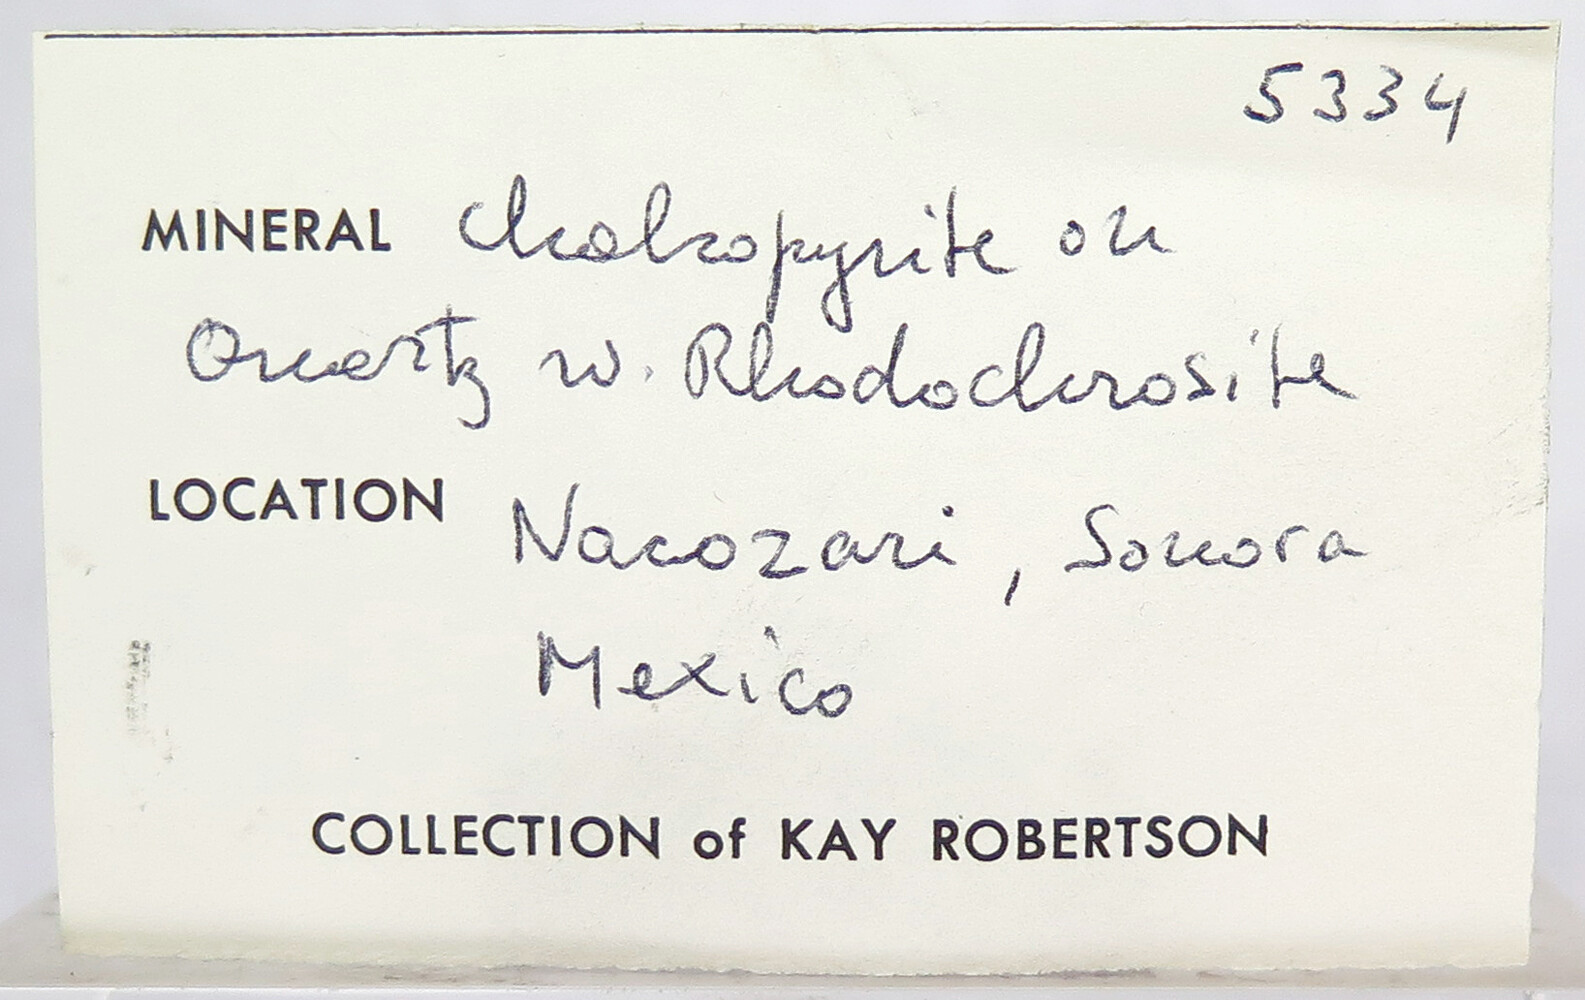 5334
MINERAL Chalcopyrite on
Quartz w. Rhodochrosite
LOCATION Nacozari, Sonora
Mexico
COLLECTION of KAY ROBERTSON